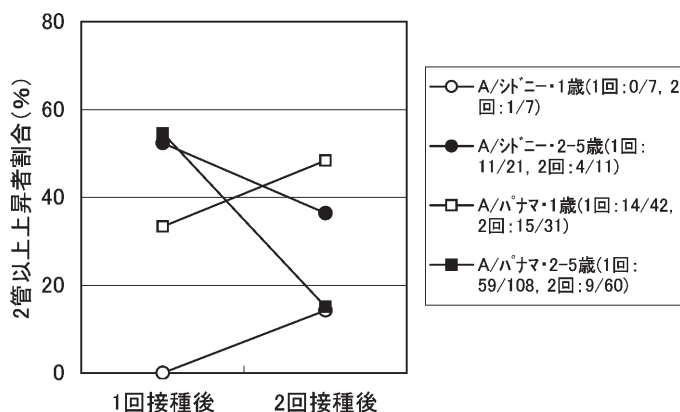 2管以上上昇者割合(%)
80
60
40
20
0
1回接種後 2回接種後
A/ｼﾄﾞﾆｰ・1歳(1回:0/7, 2
回:1/7)
A/ｼﾄﾞﾆｰ・2-5歳(1回:
11/21, 2回:4/11)
A/ﾊﾟﾅﾏ・1歳(1回:14/42,
2回:15/31)
A/ﾊﾟﾅﾏ・2-5歳(1回:
59/108, 2回:9/60)